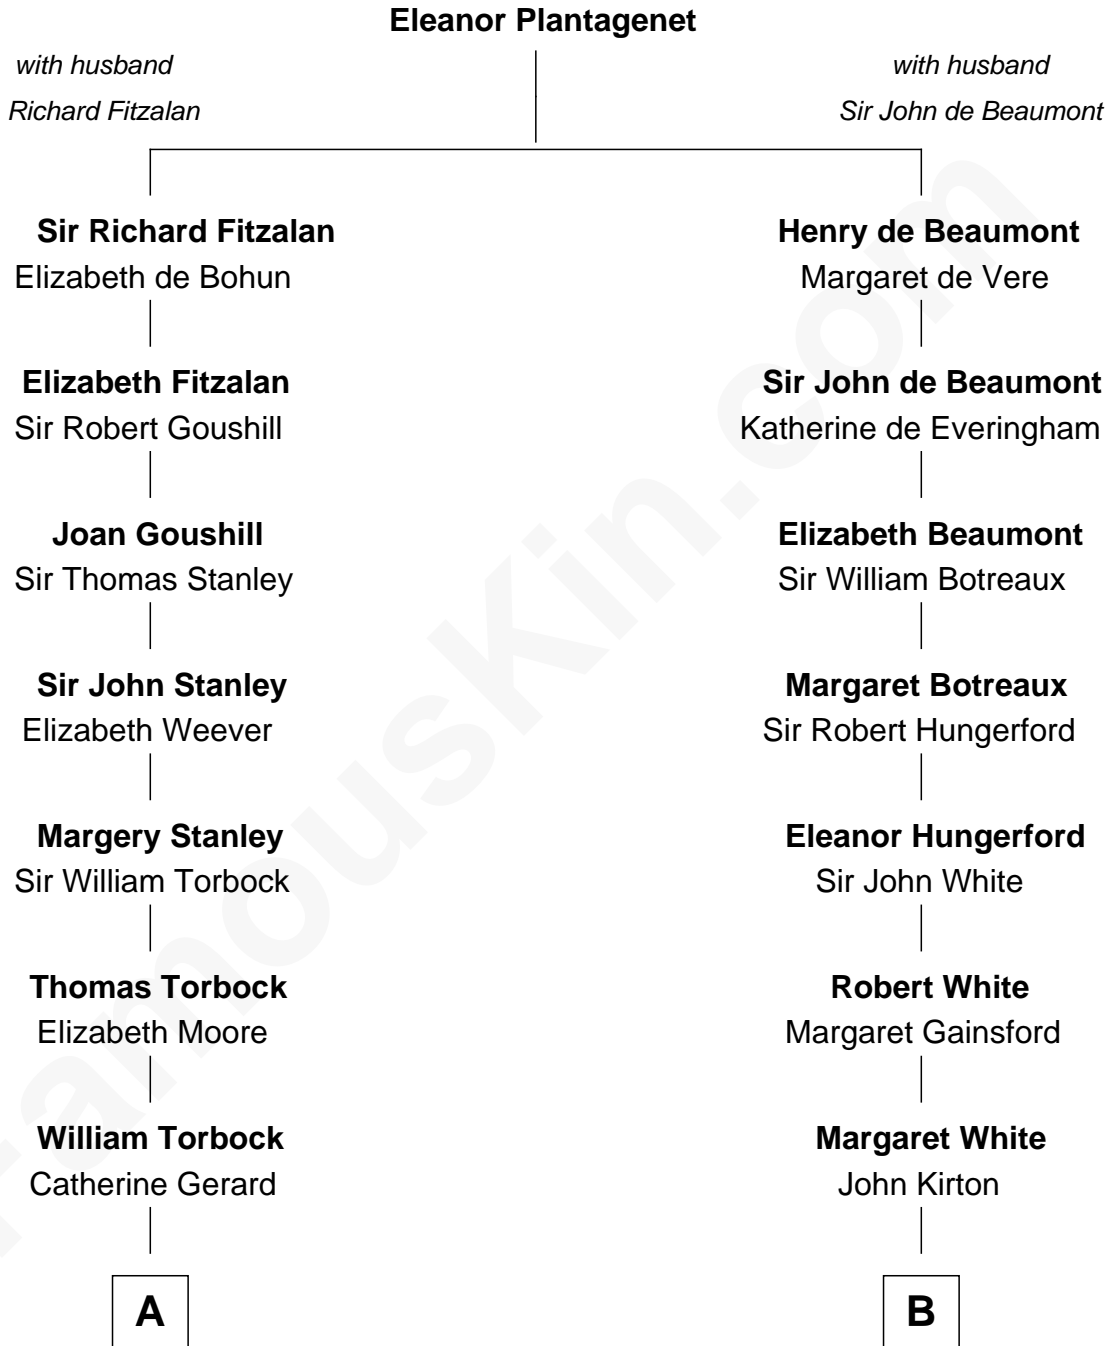 Eleanor Plantagenet
with husband
Richard Fitzalan
with husband
Sir John de Beaumont
Sir Richard Fitzalan
Elizabeth de Bohun
Henry de Beaumont
Margaret de Vere
Elizabeth Fitzalan
Sir Robert Goushill
Sir John de Beaumont
Katherine de Everingham
Joan Goushill
Sir Thomas Stanley
Elizabeth Beaumont
Sir William Botreaux
Sir John Stanley
Elizabeth Weever
Margaret Botreaux
Sir Robert Hungerford
Margery Stanley
Sir William Torbock
Eleanor Hungerford
Sir John White
Thomas Torbock
Elizabeth Moore
Robert White
Margaret Gainsford
William Torbock
Catherine Gerard
Margaret White
John Kirton
A
B
FamousKin.com